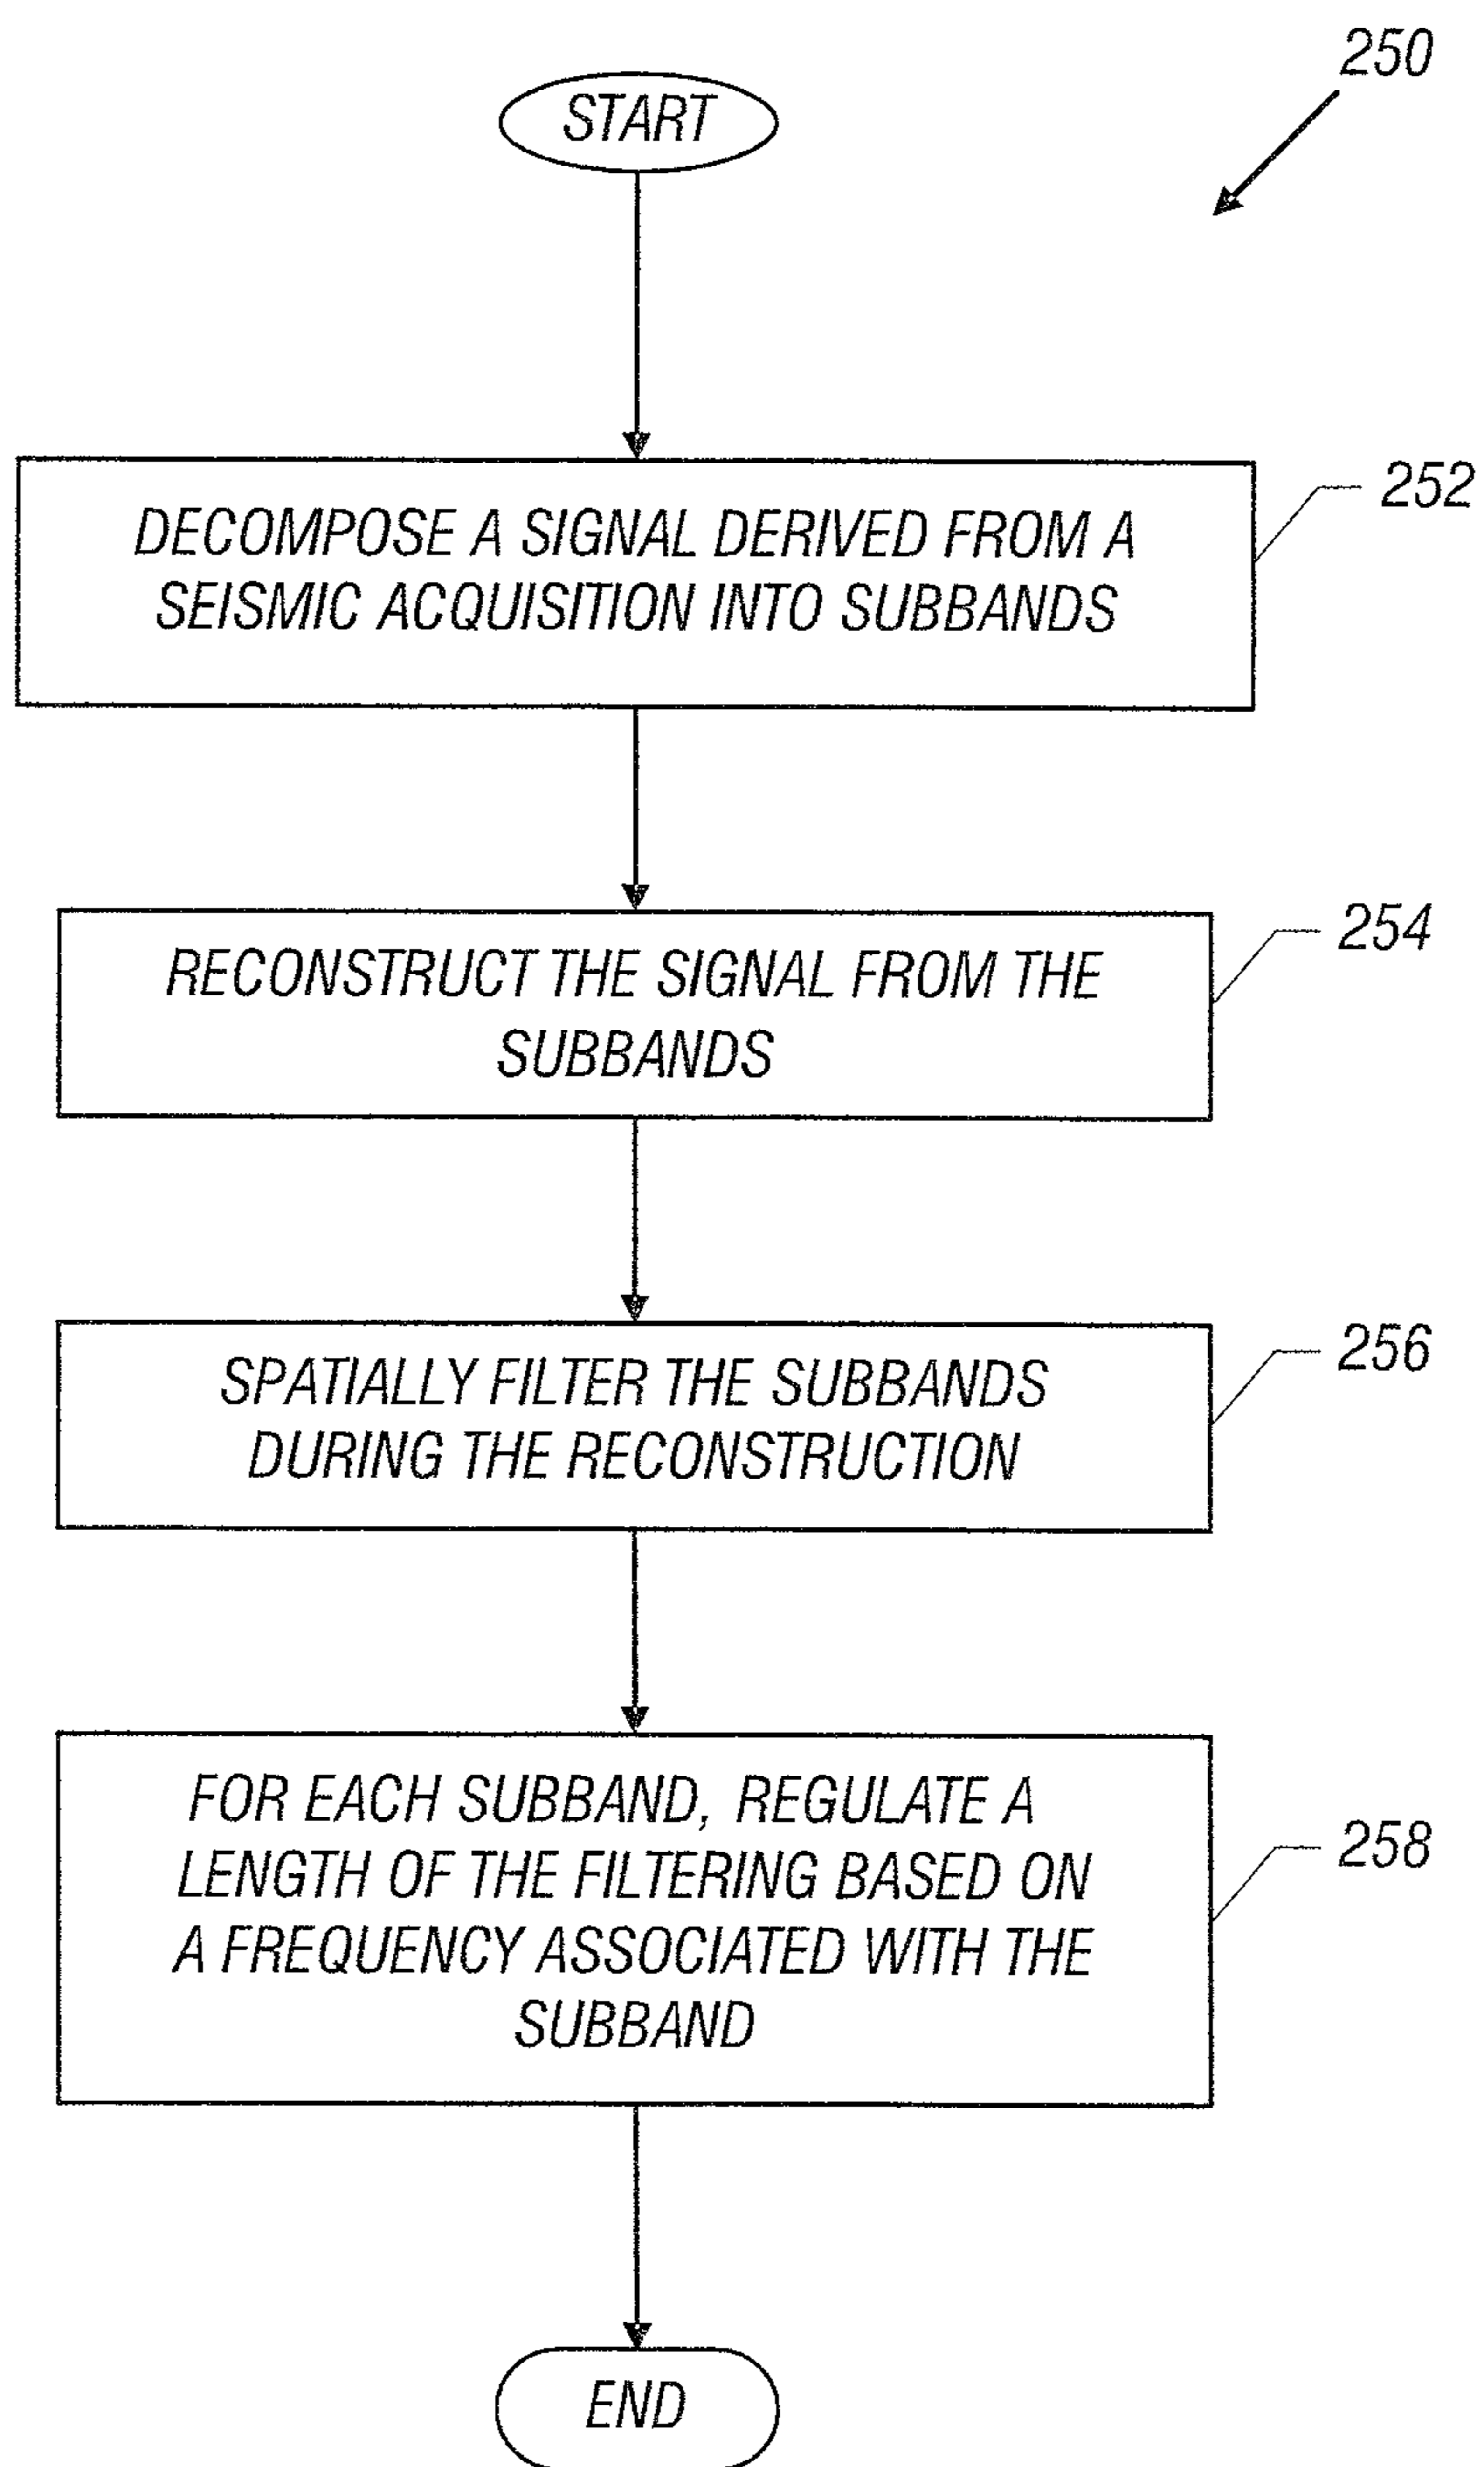 250
START
252
DECOMPOSE A SIGNAL DERIVED FROM A
SEISMIC ACQUISITION INTO SUBBANDS
254
RECONSTRUCT THE SIGNAL FROM THE
SUBBANDS
256
SPATIALLY FILTER THE SUBBANDS
DURING THE RECONSTRUCTION
258
FOR EACH SUBBAND, REGULATE A
LENGTH OF THE FILTERING BASED ON
A FREQUENCY ASSOCIATED WITH THE
SUBBAND
END